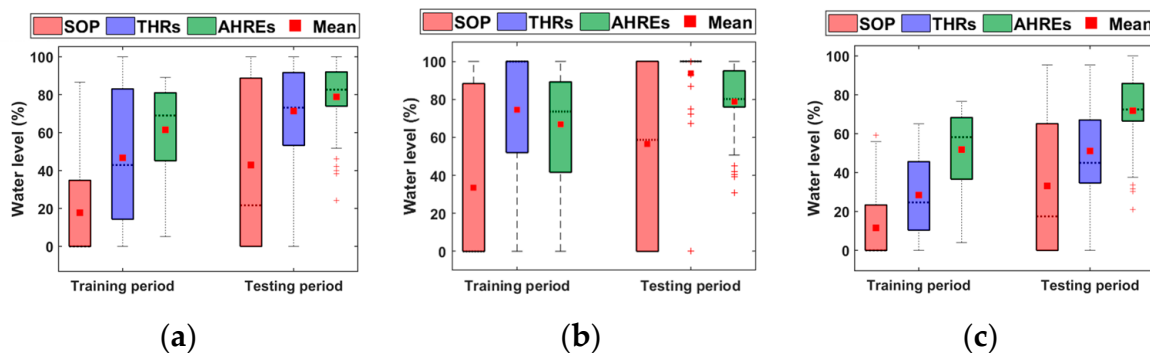 SOP THRs AHREs Mean
Water level (%)
100
80
60
40
20
0
Training period Testing period
(a)
SOP THRs AHREs Mean
Water level (%)
100
80
60
40
20
0
Training period Testing period
(b)
SOP THRs AHREs Mean
Water level (%)
100
80
60
40
20
0
Training period Testing period
(c)